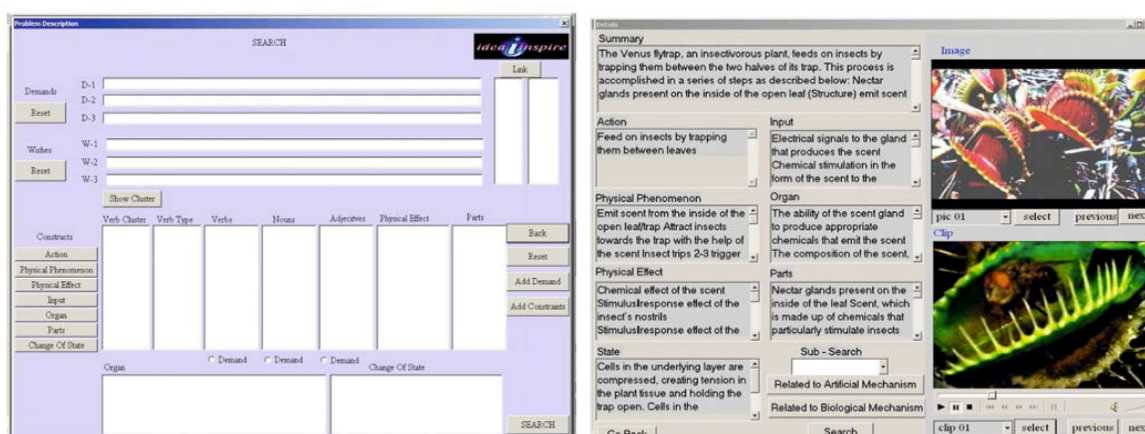 Problem Description
SEARCH
idea inspire
Link
Demands
D-1
D-2
D-3
Reset
Wishes
W-1
W-2
W-3
Reset
Show Cluster
Verb Cluster Verb Type Verbs Nouns Adjecitves Physical Effect Parts
Constructs
Action
Physical Phenomenon
Physical Effect
Input
Organ
Parts
Change Of State
Back
Reset
Add Demand
Add Constraints
Demand Demand Demand
Organ
Change Of State
SEARCH
Details
Summary
The Venus flytrap, an insectivorous plant, feeds on insects by
trapping them between the two halves of its trap. This process is
accomplished in a series of steps as described below: Nectar
glands present on the inside of the open leaf (Structure) emit scent
Action
Feed on insects by trapping
them between leaves
Input
Electrical signals to the gland
that produces the scent
Chemical stimulation in the
form of the scent to the
Physical Phenomenon
Emit scent from the inside of the
open leaf/trap Attract insects
towards the trap with the help of
the scent Insect trips 2-3 trigger
Organ
The ability of the scent gland
to produce appropriate
chemicals that emit the scent
The composition of the scent,
Physical Effect
Chemical effect of the scent
Stimulus/response effect of the
insect's nostrils
Stimulus/response effect of the
Parts
Nectar glands present on the
inside of the leaf Scent, which
is made up of chemicals that
particularly stimulate insects
State
Cells in the underlying layer are
compressed, creating tension in
the plant tissue and holding the
trap open. Cells in the
Sub - Search
Related to Artificial Mechanism
Related to Biological Mechanism
Go Back
Search
Image
pic 01 select previous nex
Clip
clip 01 select previous nex